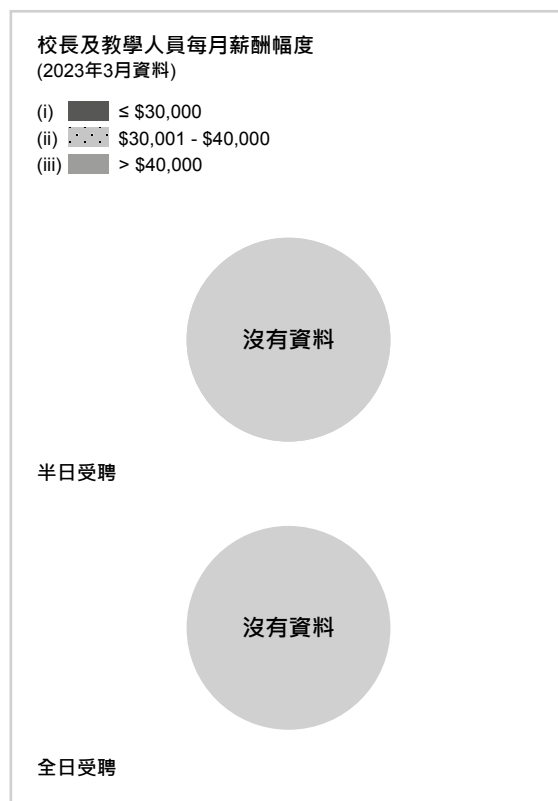 校長及教學人員每月薪酬幅度
(2023年3月資料)
(i) ≤ $30,000
(ii) $30,001 - $40,000
(iii) > $40,000
沒有資料
半日受聘
沒有資料
全日受聘